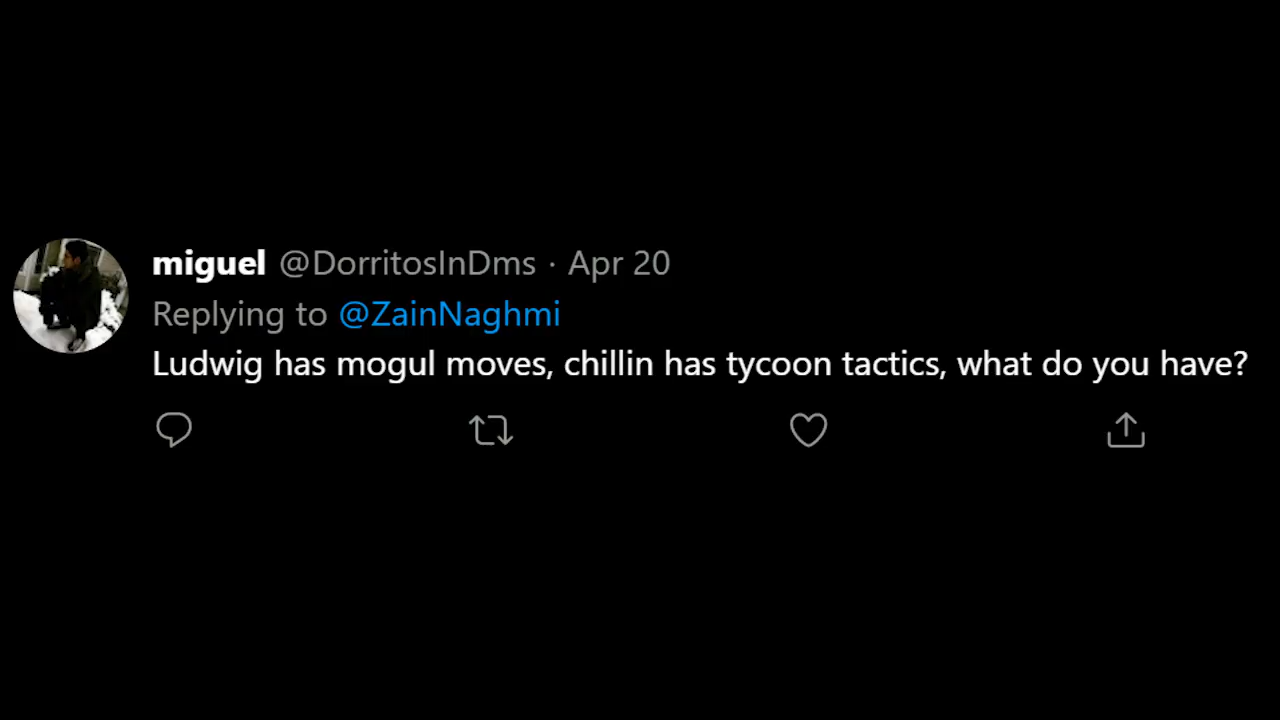 miguel @DorritosInDms · Apr 20
Replying to @ZainNaghmi
Ludwig has mogul moves, chillin has tycoon tactics, what do you have?